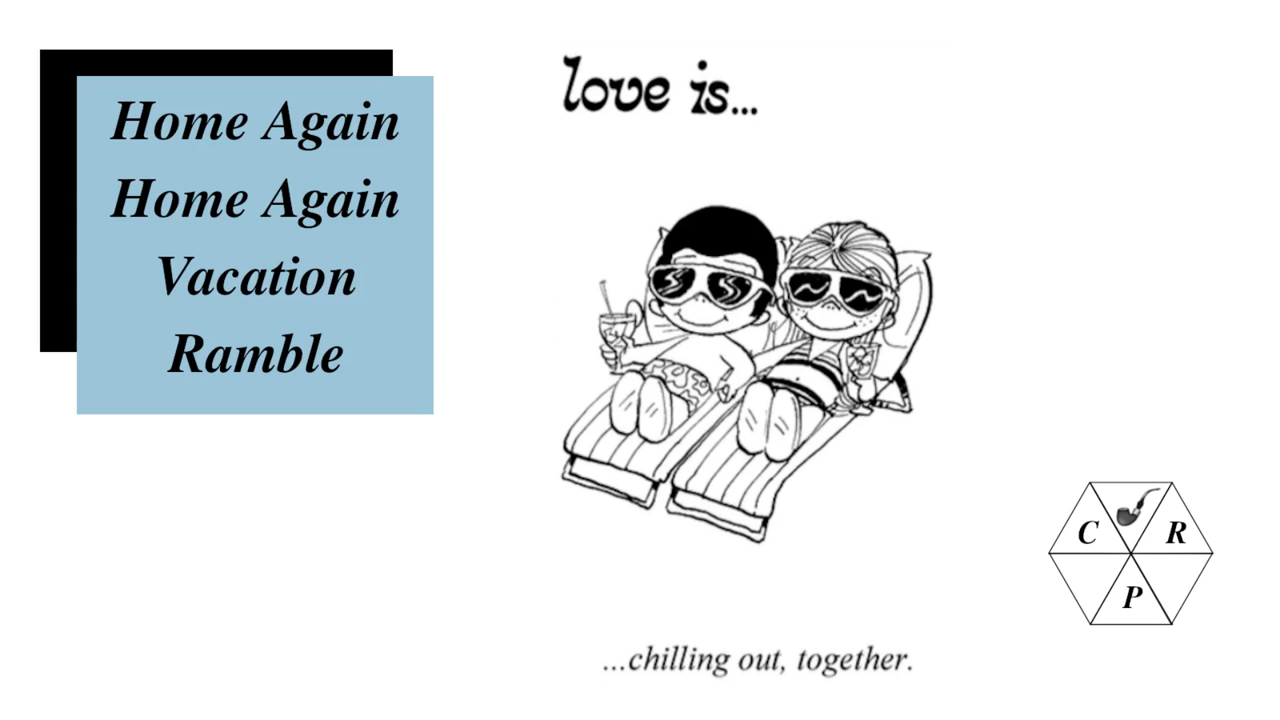 Home Again
Home Again
Vacation
Ramble
love is...
...chilling out, together.
C
R
P